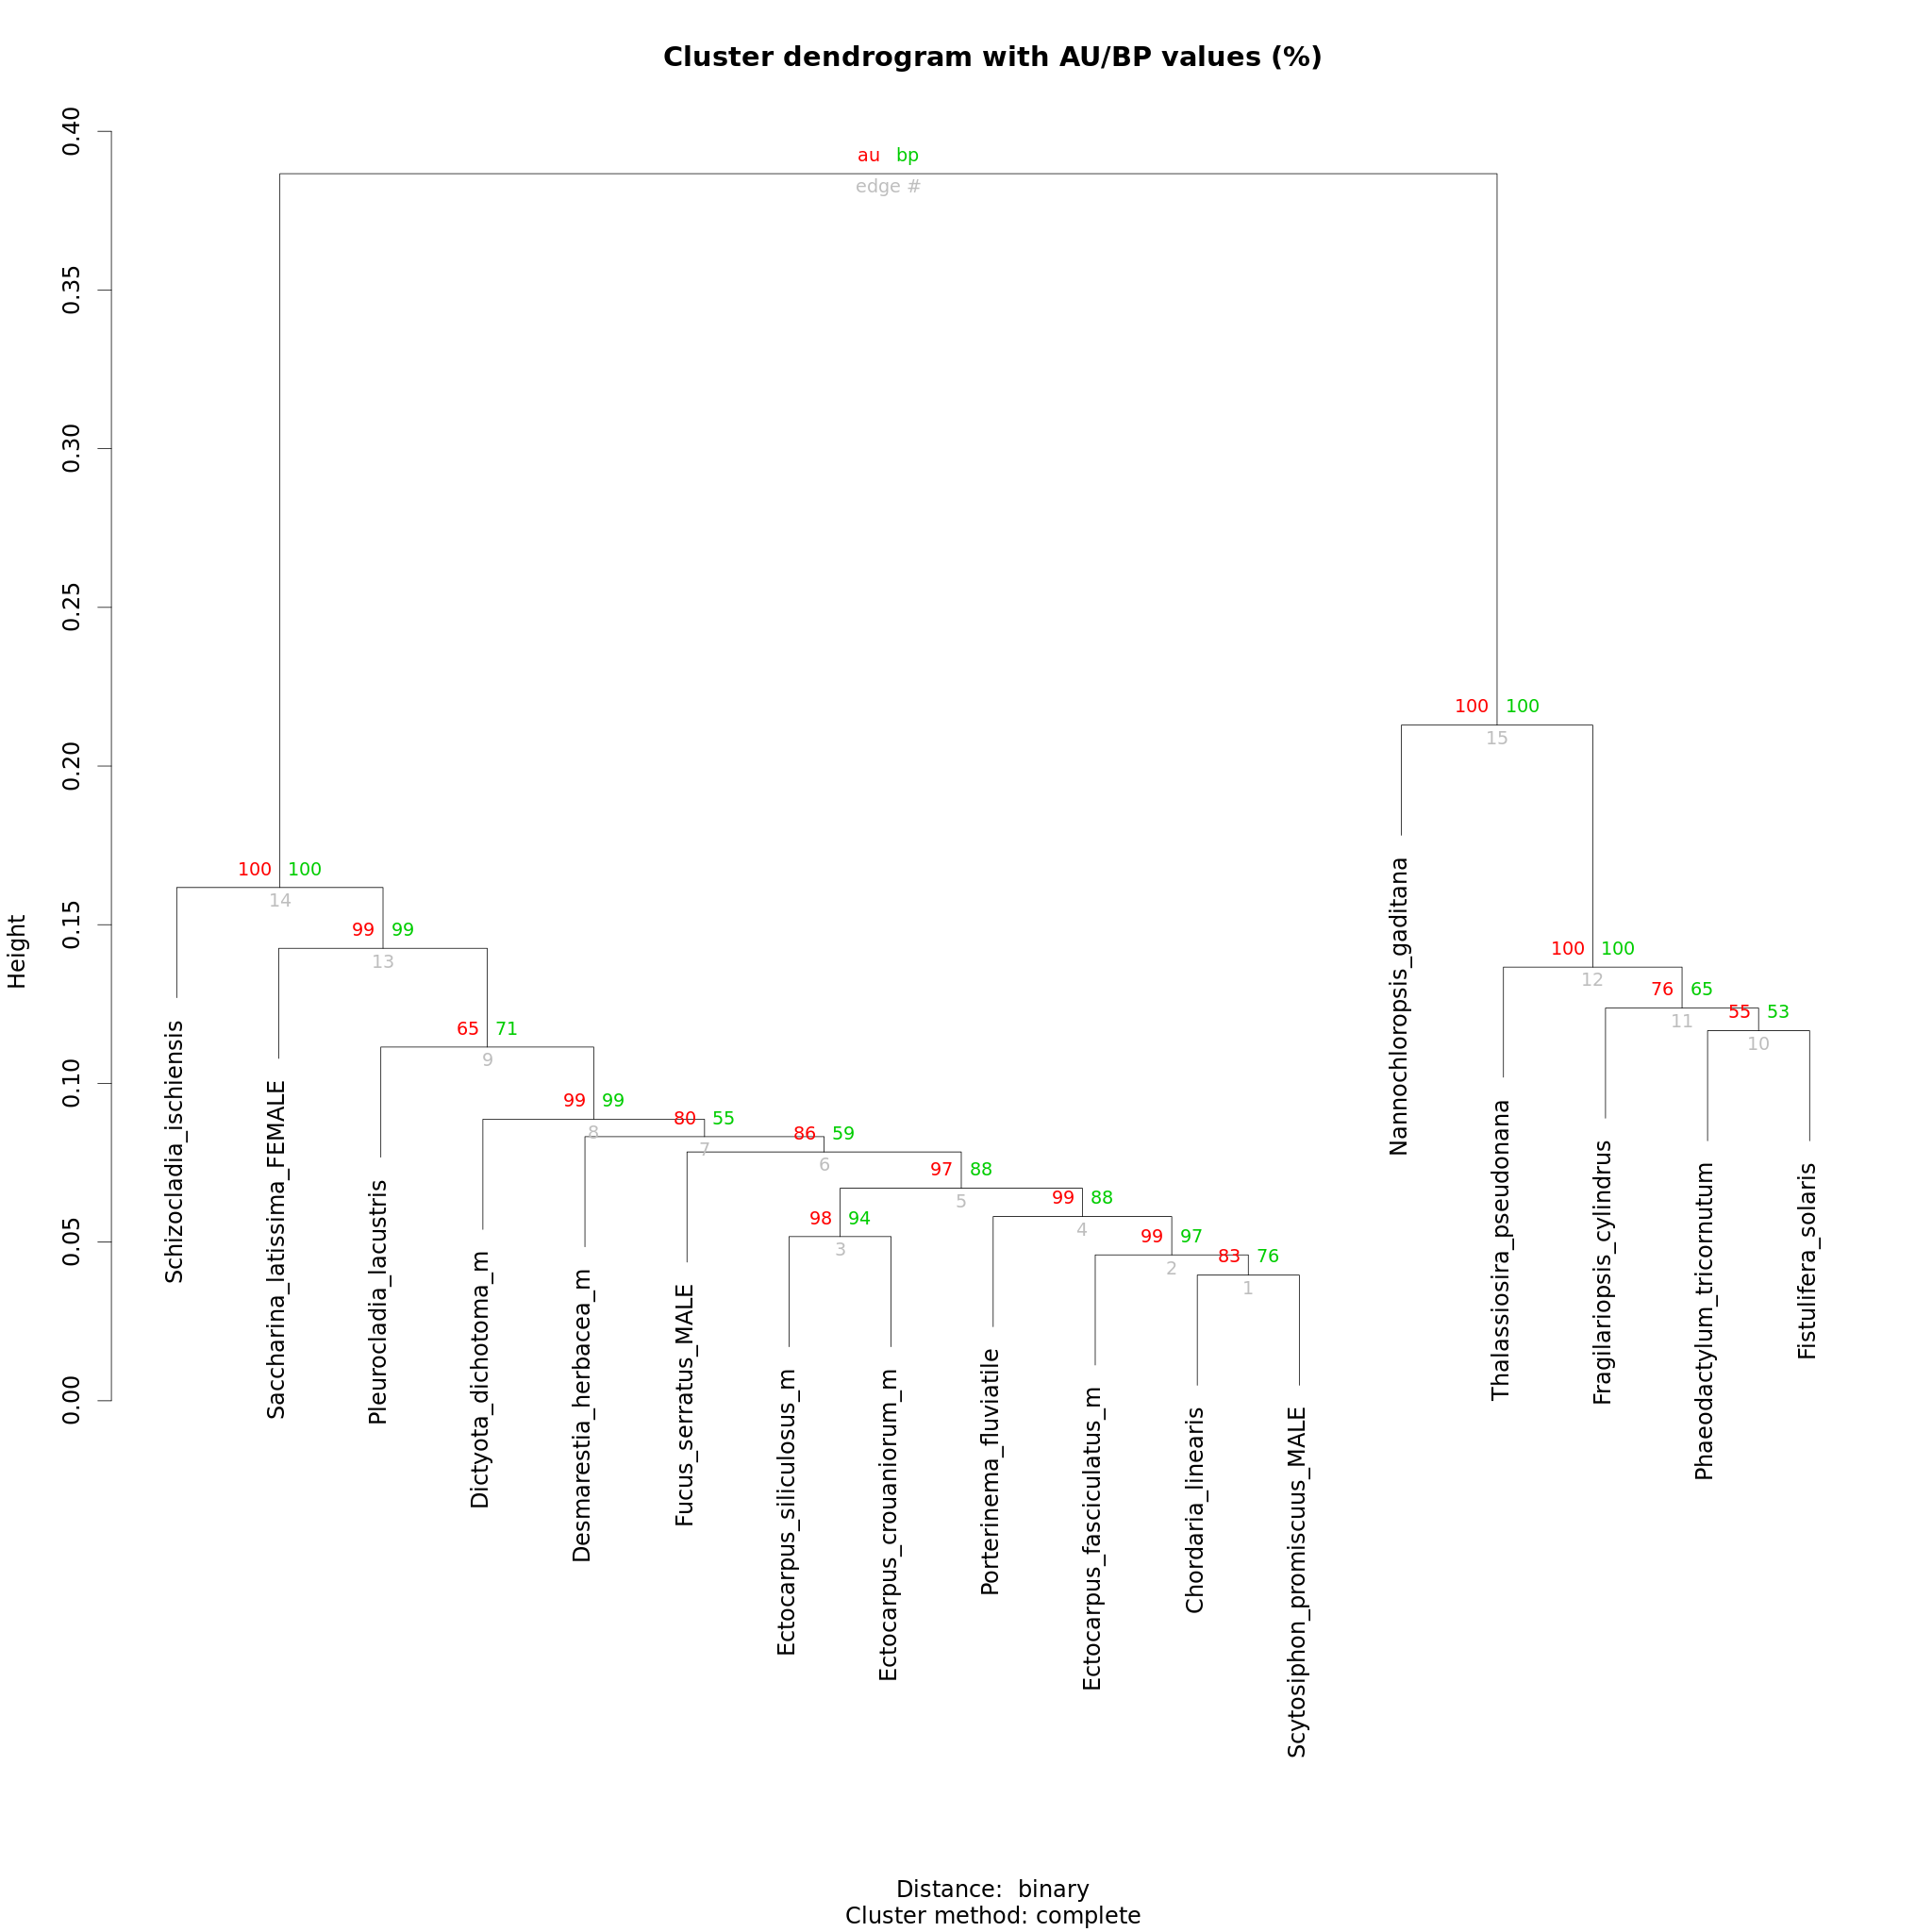 Cluster dendrogram with AU/BP values (%)
0.40
au bp
edge #
0.35
0.30
0.25
0.20
0.15
0.10
0.05
0.00
Height
100 100
15
100 100
14
99 99
13
100 100
12
76 65
11
55 53
10
65 71
9
99 99
8
80 55
7
86 59
6
97 88
5
99 88
4
98 94
3
99 97
2
83 76
1
Schizocladia_ischiensis
Saccharina_latissima_FEMALE
Pleurocladia_lacustris
Dictyota_dichotoma_m
Desmarestia_herbacea_m
Fucus_serratus_MALE
Ectocarpus_siliculosus_m
Ectocarpus_crouaniorum_m
Porterinema_fluviatile
Ectocarpus_fasciculatus_m
Chordaria_linearis
Scytosiphon_promiscuus_MALE
Nannochloropsis_gaditana
Thalassiosira_pseudonana
Fragilariopsis_cylindrus
Phaeodactylum_tricornutum
Fistulifera_solaris
Distance:  binary
Cluster method: complete